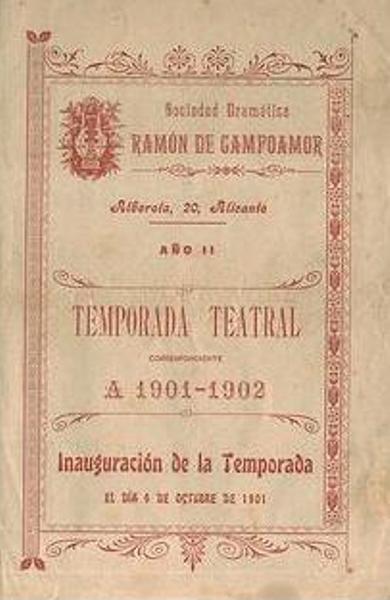 Sociedad Dramática
RAMÓN DE CAMPOAMOR
Alberola, 20, Alicante
AÑO II
TEMPORADA TEATRAL
CORRESPONDIENTE
A 1901-1902
Inauguración de la Temporada
EL DÍA 6 DE OCTUBRE DE 1901